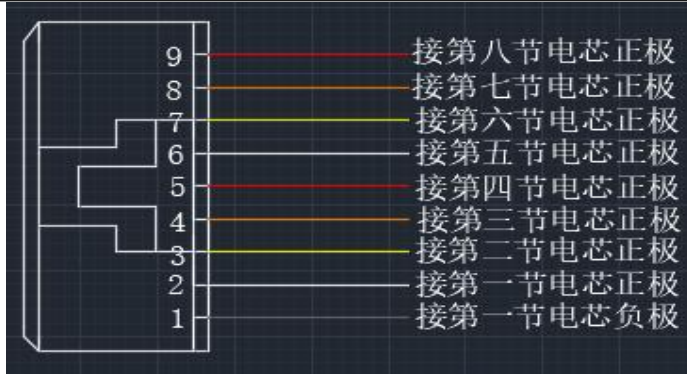 9 接第八节电芯正极
8 接第七节电芯正极
7 接第六节电芯正极
6 接第五节电芯正极
5 接第四节电芯正极
4 接第三节电芯正极
3 接第二节电芯正极
2 接第一节电芯正极
1 接第一节电芯负极